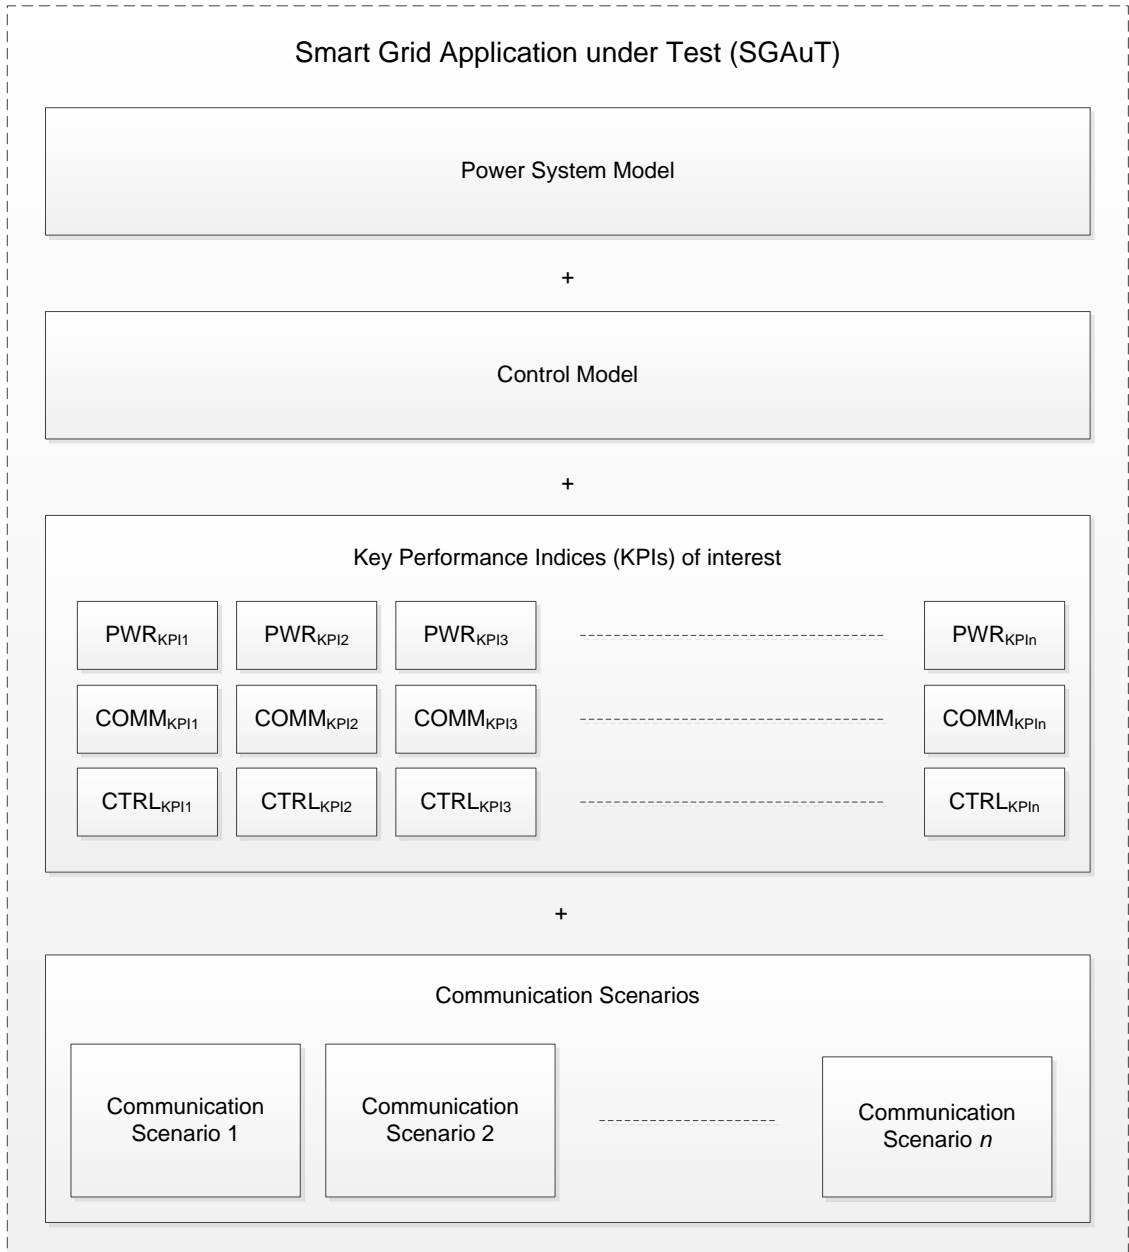 Smart Grid Application under Test (SGAuT)
Power System Model
+
Control Model
+
Key Performance Indices (KPIs) of interest
PWRKPI1 PWRKPI2 PWRKPI3 PWRKPIn
COMMKPI1 COMMKPI2 COMMKPI3 COMMKPIn
CTRLKPI1 CTRLKPI2 CTRLKPI3 CTRLKPIn
+
Communication Scenarios
Communication
Scenario 1
Communication
Scenario 2
Communication
Scenario n